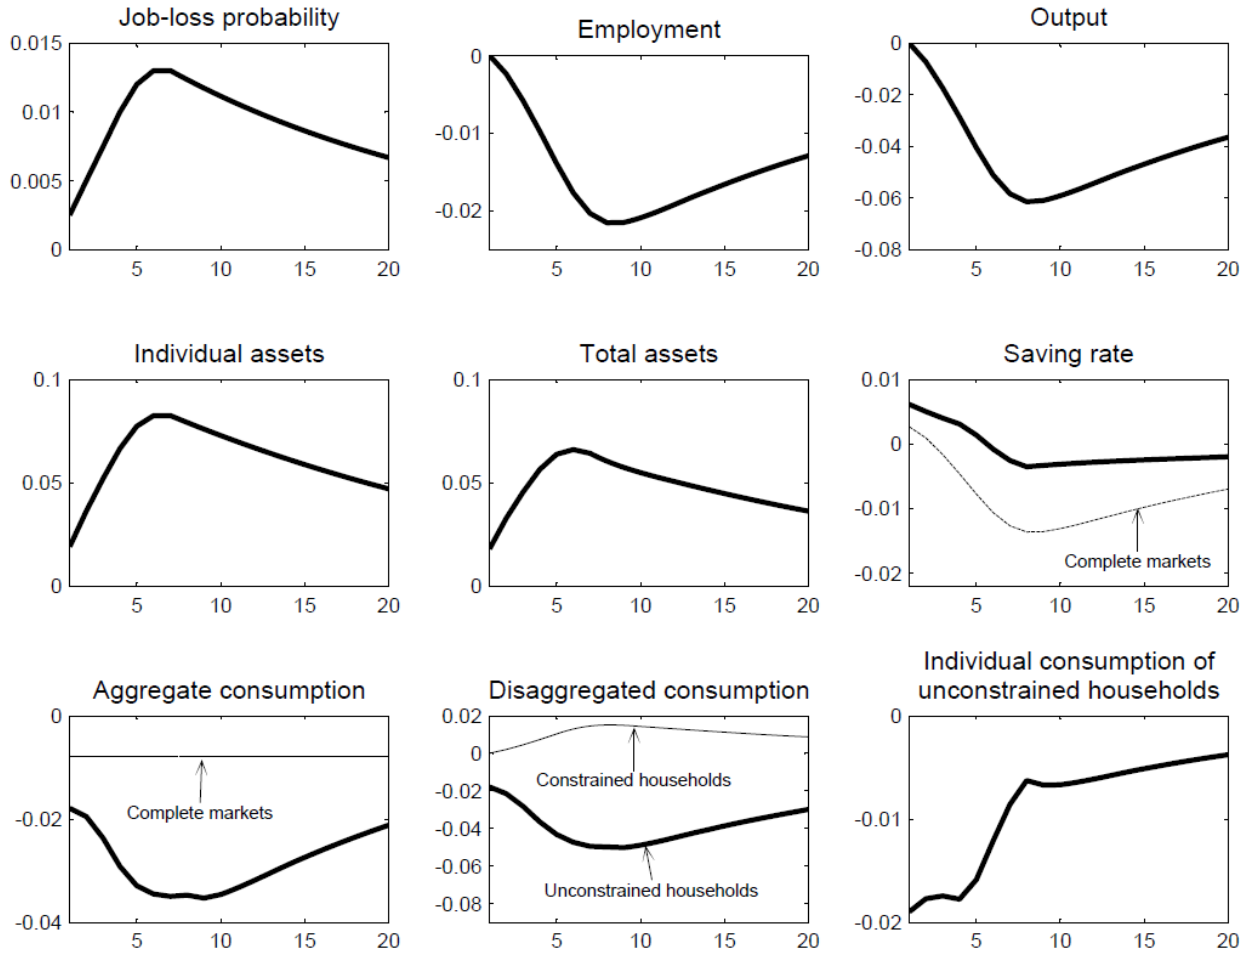 Job-loss probability
0.015
0.01
0.005
0
5 10 15 20
Employment
0
-0.01
-0.02
5 10 15 20
Output
0
-0.02
-0.04
-0.06
-0.08
5 10 15 20
Individual assets
0.1
0.05
0
5 10 15 20
Total assets
0.1
0.05
0
5 10 15 20
Saving rate
0.01
0
-0.01
-0.02
Complete markets
5 10 15 20
Aggregate consumption
0
-0.02
-0.04
Complete markets
5 10 15 20
Disaggregated consumption
0.02
0
-0.02
-0.04
-0.06
-0.08
Constrained households
Unconstrained households
5 10 15 20
Individual consumption of
unconstrained households
0
-0.01
-0.02
5 10 15 20